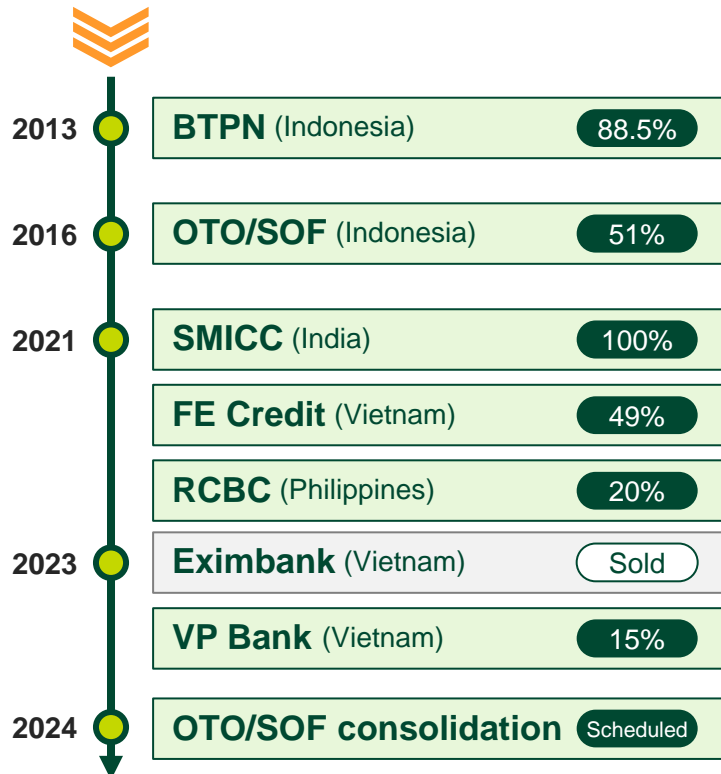 2013 BTPN (Indonesia) 88.5%
2016 OTO/SOF (Indonesia) 51%
2021 SMICC (India) 100%
FE Credit (Vietnam) 49%
RCBC (Philippines) 20%
2023 Eximbank (Vietnam) Sold
VP Bank (Vietnam) 15%
2024 OTO/SOF consolidation Scheduled